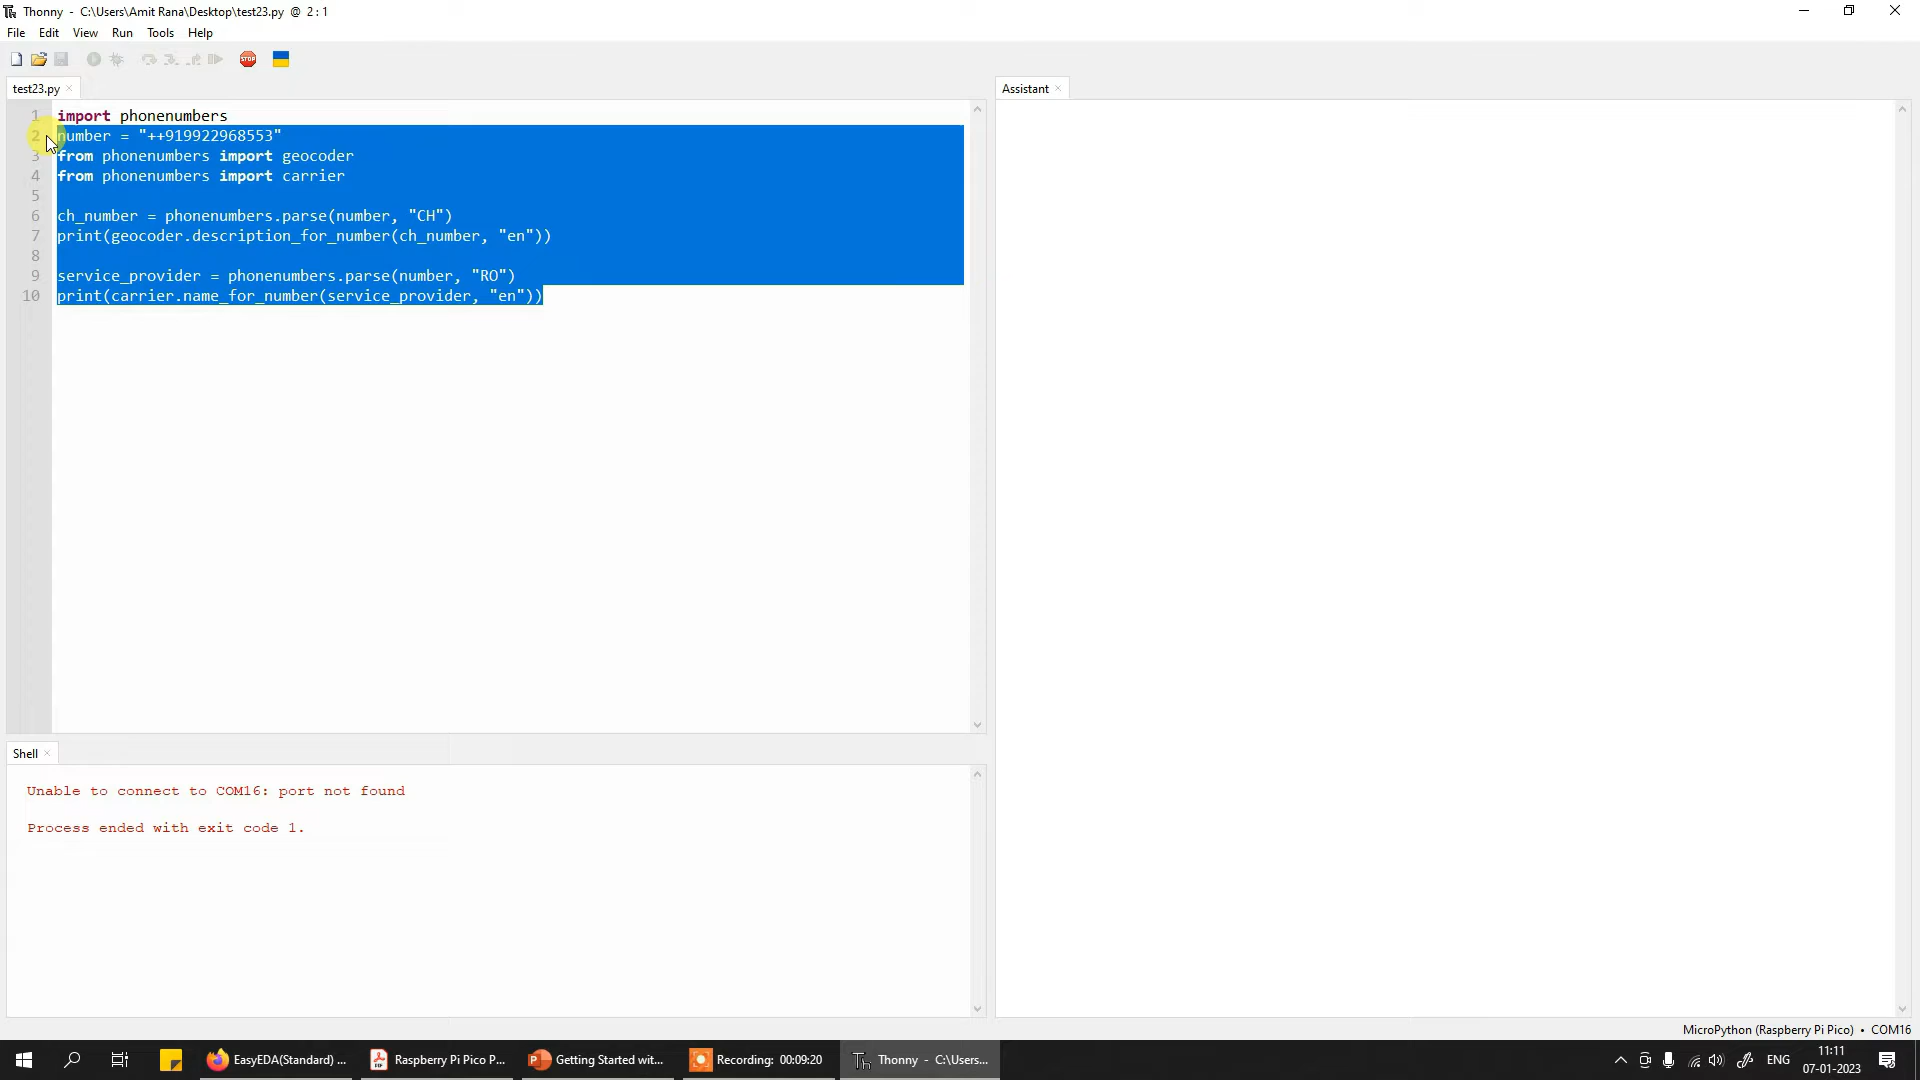 Thonny - C:\Users\Amit Rana\Desktop\test23.py @ 2 : 1
File Edit View Run Tools Help
STOP
test23.py
Assistant
1 import phonenumbers
2 number = "++919922968553"
3 from phonenumbers import geocoder
4 from phonenumbers import carrier
5
6 ch_number = phonenumbers.parse(number, "CH")
7 print(geocoder.description_for_number(ch_number, "en"))
8
9 service_provider = phonenumbers.parse(number, "RO")
10 print(carrier.name_for_number(service_provider, "en"))
Shell
Unable to connect to COM16: port not found
Process ended with exit code 1.
MicroPython (Raspberry Pi Pico) • COM16
EasyEDA(Standard) ...
Raspberry Pi Pico P...
Getting Started wit...
Recording: 00:09:20
Thonny - C:\Users...
ENG
11:11
07-01-2023